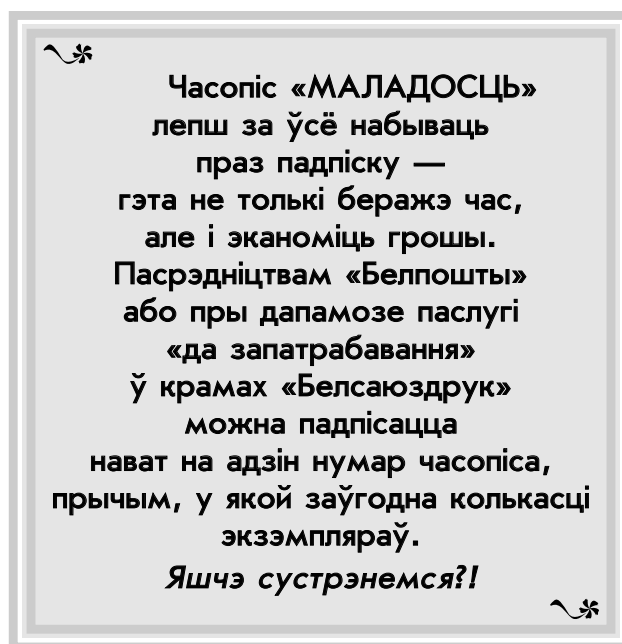 Часопіс «МАЛАДОСЦЬ»
лепш за ўсё набываць
праз падпіску —
гэта не толькі беражэ час,
але і эканоміць грошы.
Пасрэдніцтвам «Белпошты»
або пры дапамозе паслугі
«да запатрабавання»
ў крамах «Белсаюздрук»
можна падпісацца
нават на адзін нумар часопіса,
прычым, у якой заўгодна колькасці
экзэмпляраў.
Яшчэ сустрэнемся?!